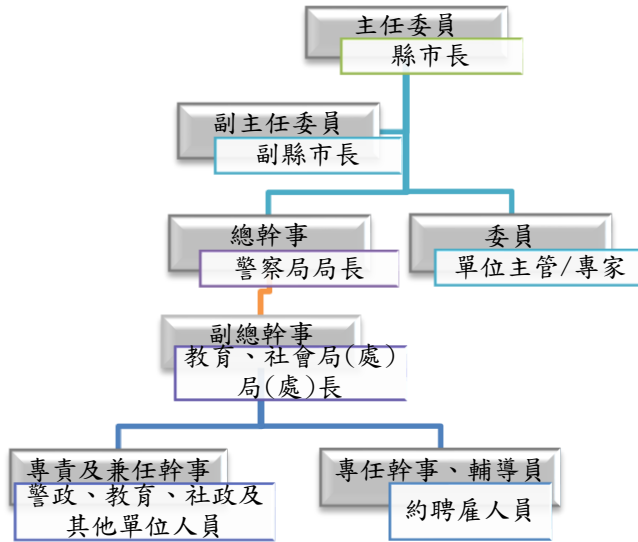 主任委員
縣市長
副主任委員
副縣市長
總幹事
警察局局長
委員
單位主管/專家
副總幹事
教育、社會局(處)
局(處)長
專責及兼任幹事
警政、教育、社政及
其他單位人員
專任幹事、輔導員
約聘雇人員